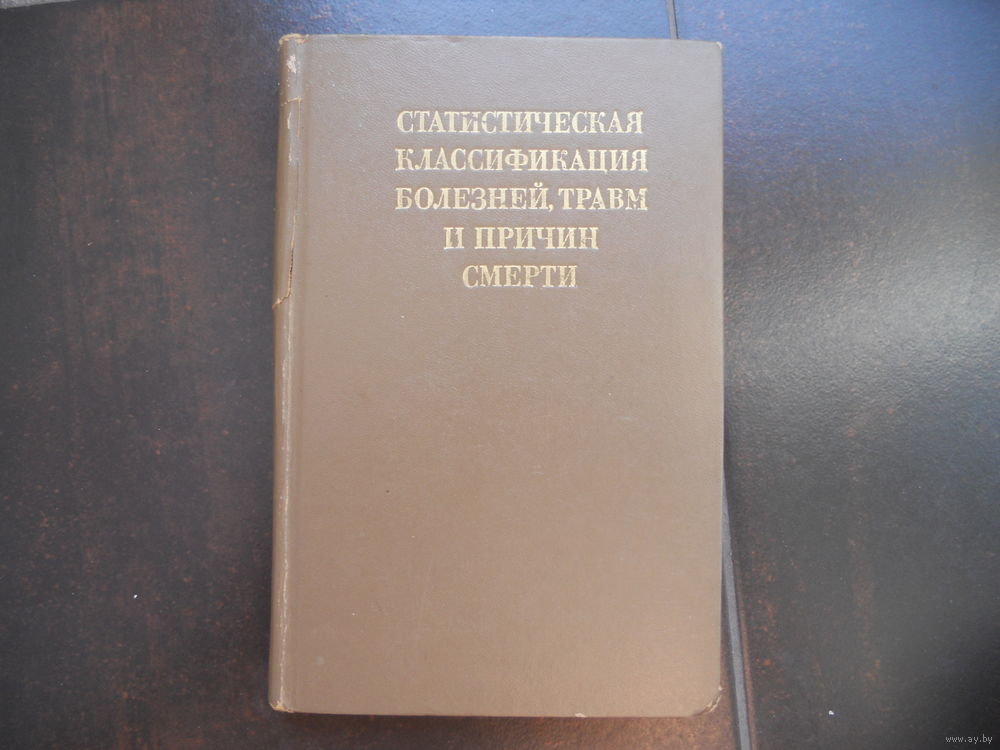 СТАТИСТИЧЕСКАЯ
КЛАССИФИКАЦИЯ
БОЛЕЗНЕЙ, ТРАВМ
И ПРИЧИН
СМЕРТИ
www.ay.by